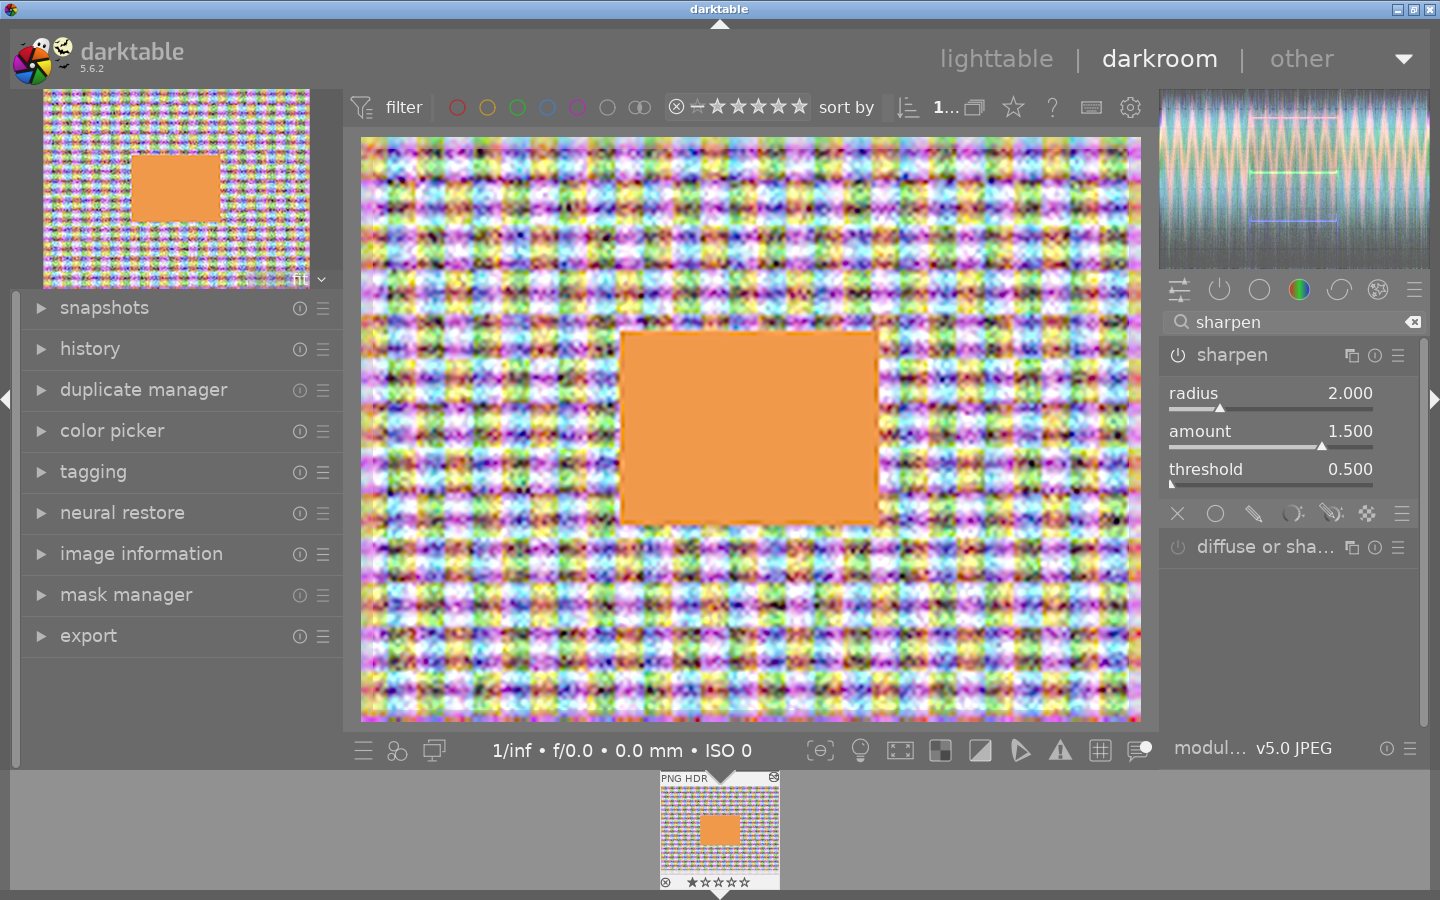 darktable
darktable
5.6.2
lighttable | darkroom | other
filter
sort by
1...
fit
snapshots
history
duplicate manager
color picker
tagging
neural restore
image information
mask manager
export
sharpen
sharpen
radius 2.000
amount 1.500
threshold 0.500
diffuse or sha...
1/inf • f/0.0 • 0.0 mm • ISO 0
modul... v5.0 JPEG
PNG HDR